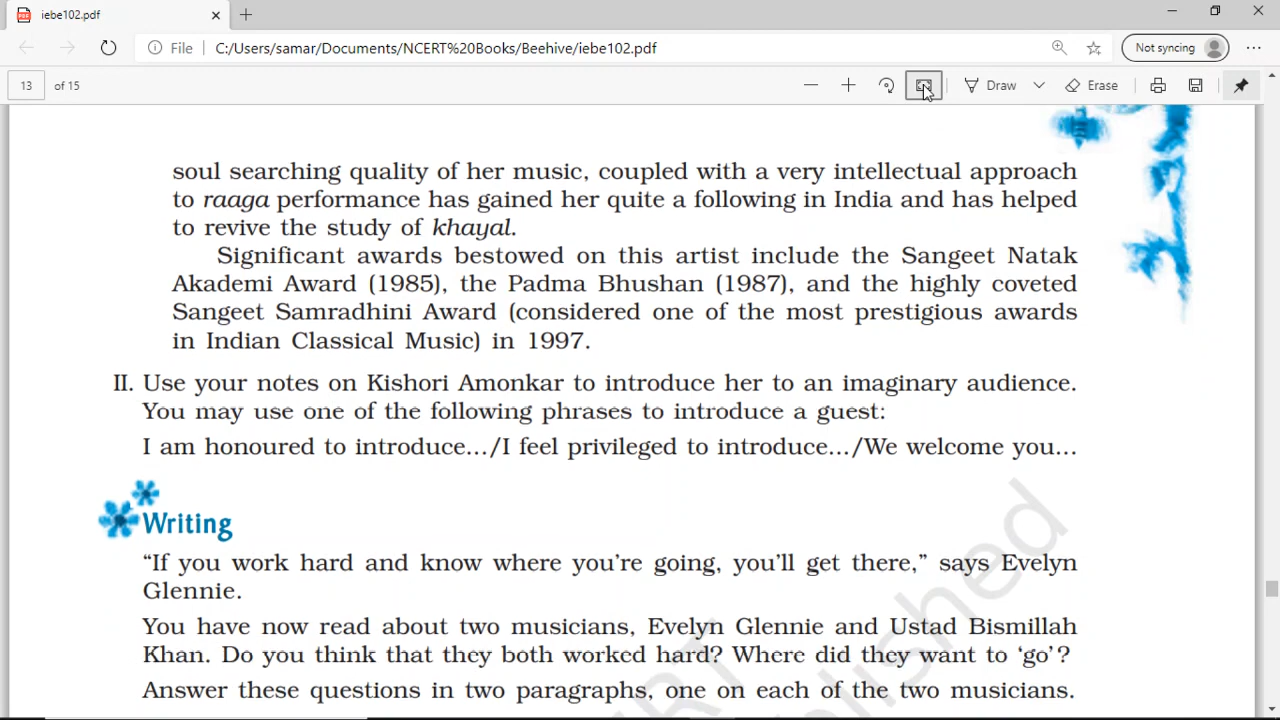 iebe102.pdf
File C:/Users/samar/Documents/NCERT%20Books/Beehive/iebe102.pdf Not syncing
13 of 15 Draw Erase
soul searching quality of her music, coupled with a very intellectual approach
to raaga performance has gained her quite a following in India and has helped
to revive the study of khayal.
Significant awards bestowed on this artist include the Sangeet Natak
Akademi Award (1985), the Padma Bhushan (1987), and the highly coveted
Sangeet Samradhini Award (considered one of the most prestigious awards
in Indian Classical Music) in 1997.
II. Use your notes on Kishori Amonkar to introduce her to an imaginary audience.
You may use one of the following phrases to introduce a guest:
I am honoured to introduce.../I feel privileged to introduce.../We welcome you...
Writing
“If you work hard and know where you're going, you'll get there,” says Evelyn
Glennie.
You have now read about two musicians, Evelyn Glennie and Ustad Bismillah
Khan. Do you think that they both worked hard? Where did they want to ‘go’?
Answer these questions in two paragraphs, one on each of the two musicians.